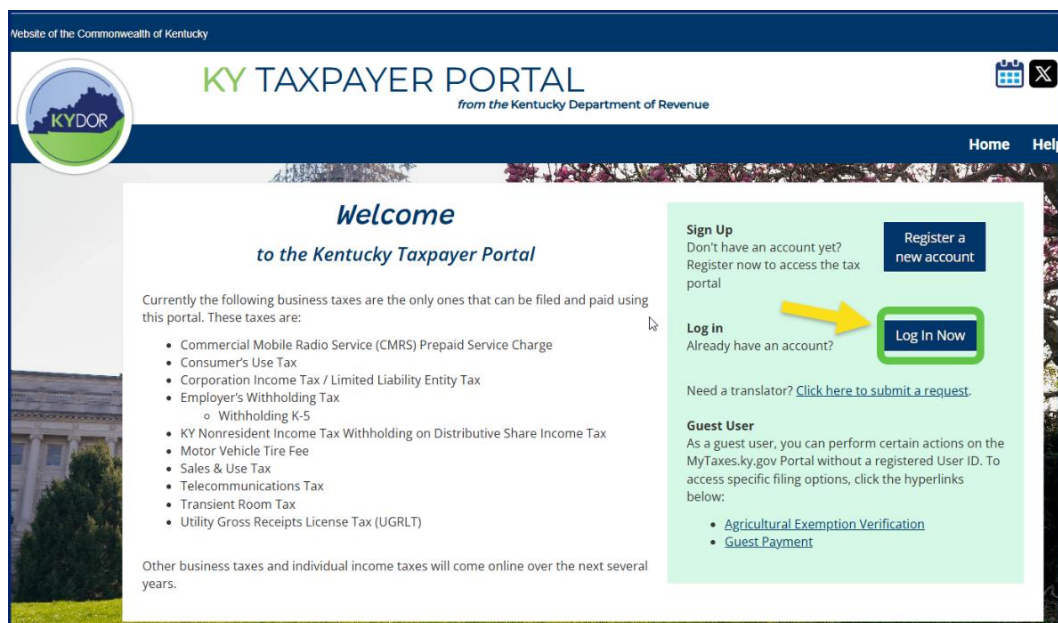 Website of the Commonwealth of Kentucky
KYDOR
KY TAXPAYER PORTAL
from the Kentucky Department of Revenue
X
Home Help
Welcome
to the Kentucky Taxpayer Portal
Currently the following business taxes are the only ones that can be filed and paid using
this portal. These taxes are:
• Commercial Mobile Radio Service (CMRS) Prepaid Service Charge
• Consumer's Use Tax
• Corporation Income Tax / Limited Liability Entity Tax
• Employer's Withholding Tax
○ Withholding K-5
• KY Nonresident Income Tax Withholding on Distributive Share Income Tax
• Motor Vehicle Tire Fee
• Sales & Use Tax
• Telecommunications Tax
• Transient Room Tax
• Utility Gross Receipts License Tax (UGRLT)
Other business taxes and individual income taxes will come online over the next several
years.
Sign Up
Don't have an account yet?
Register now to access the tax
portal
Register a
new account
Log in
Already have an account?
Log In Now
Need a translator? Click here to submit a request.
Guest User
As a guest user, you can perform certain actions on the
MyTaxes.ky.gov Portal without a registered User ID. To
access specific filing options, click the hyperlinks
below:
• Agricultural Exemption Verification
• Guest Payment